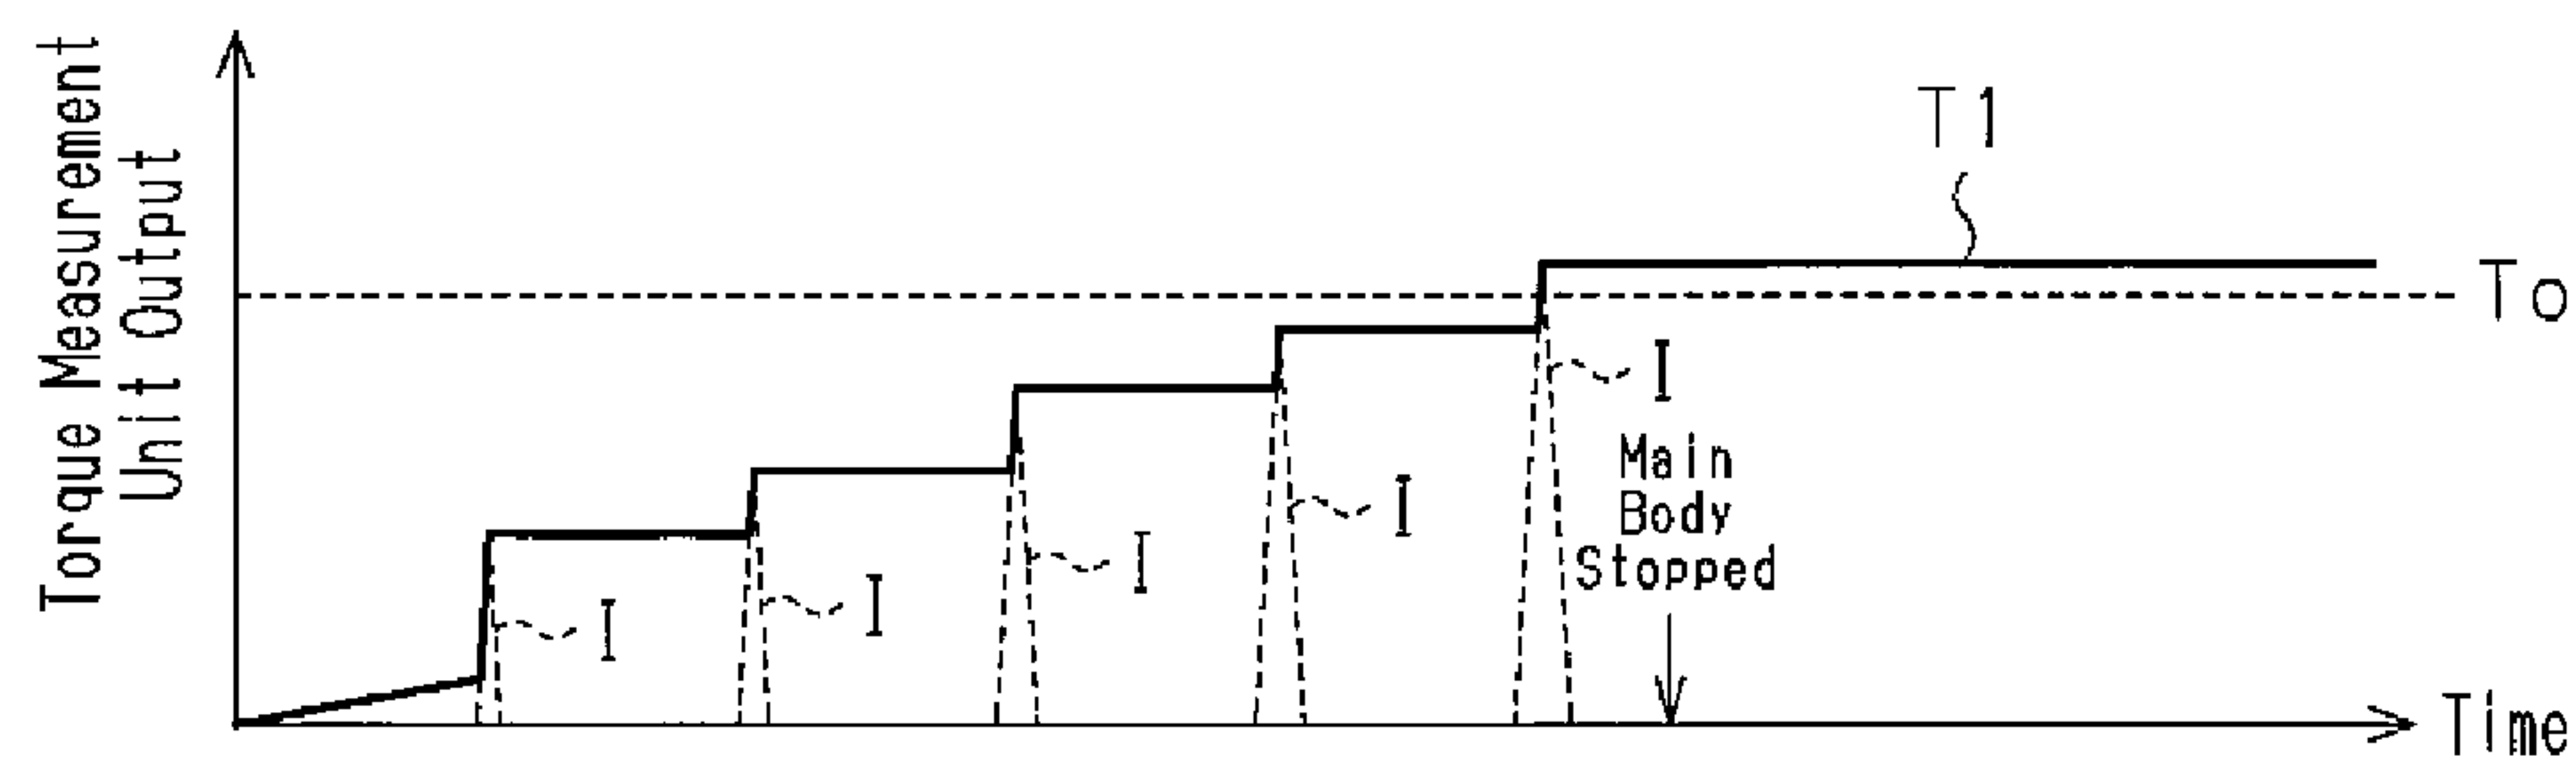 Torque Measurement
Unit Output
T1
To
I
I
I
I
I
Main
Body
Stopped
Time